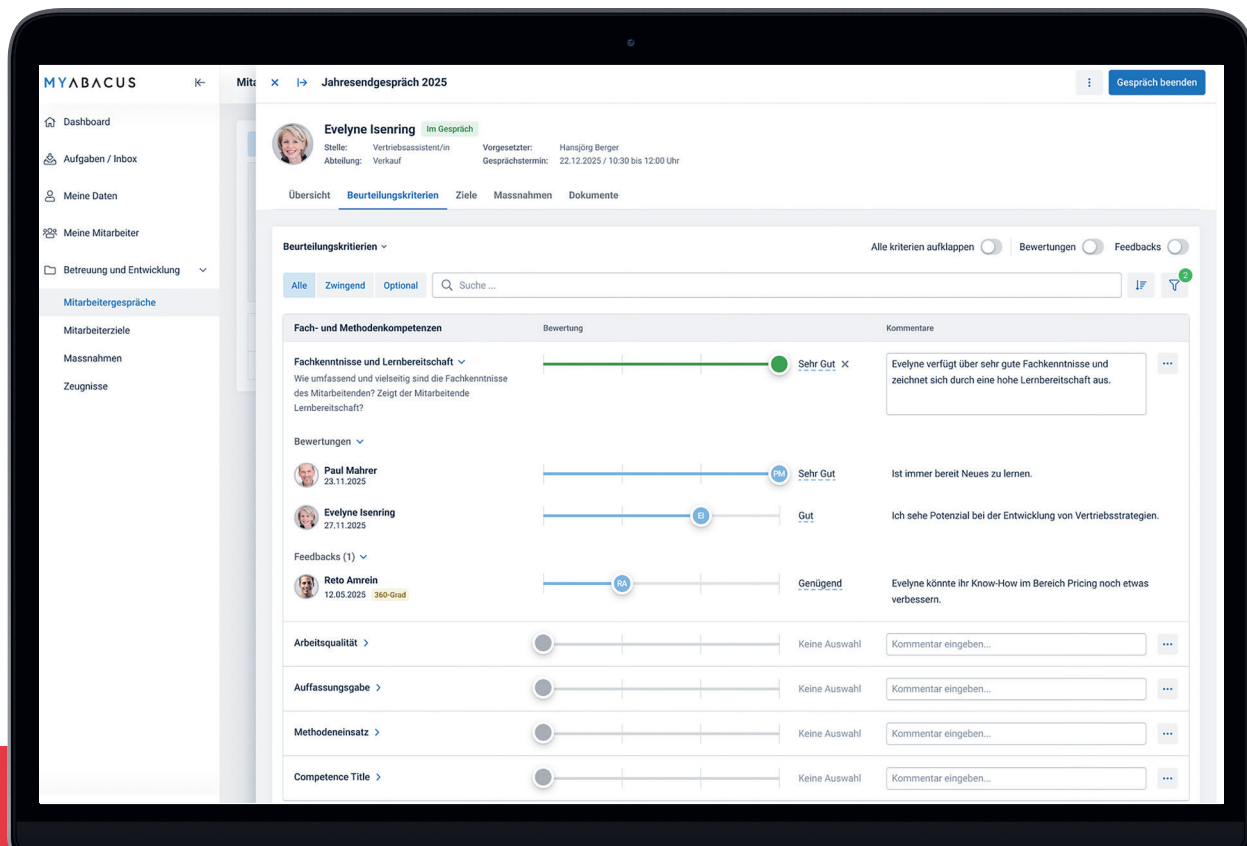 MYABACUS
Mita
Jahresendgespräch 2025
Gespräch beenden
Dashboard
Aufgaben / Inbox
Meine Daten
Meine Mitarbeiter
Betreuung und Entwicklung
Mitarbeitergespräche
Mitarbeiterziele
Massnahmen
Zeugnisse
Evelyne Isenring Im Gespräch
Stelle: Vertriebsassistent/in Vorgesetzter: Hansjörg Berger
Abteilung: Verkauf Gesprächstermin: 22.12.2025 / 10:30 bis 12:00 Uhr
Übersicht Beurteilungskriterien Ziele Massnahmen Dokumente
Beurteilungskritierien Alle kriterien aufklappen Bewertungen Feedbacks
Alle Zwingend Optional Suche ... 2
Fach- und Methodenkompetenzen Bewertung Kommentare
Fachkenntnisse und Lernbereitschaft
Wie umfassend und vielseitig sind die Fachkenntnisse
des Mitarbeitenden? Zeigt der Mitarbeitende
Lernbereitschaft?
Sehr Gut
Evelyne verfügt über sehr gute Fachkenntnisse und
zeichnet sich durch eine hohe Lernbereitschaft aus.
Bewertungen
Paul Mahrer
23.11.2025
PM Sehr Gut Ist immer bereit Neues zu lernen.
Evelyne Isenring
27.11.2025
EI Gut Ich sehe Potenzial bei der Entwicklung von Vertriebsstrategien.
Feedbacks (1)
Reto Amrein
12.05.2025 360-Grad
RA Genügend
Evelyne könnte ihr Know-How im Bereich Pricing noch etwas
verbessern.
Arbeitsqualität Keine Auswahl Kommentar eingeben...
Auffassungsgabe Keine Auswahl Kommentar eingeben...
Methodeneinsatz Keine Auswahl Kommentar eingeben...
Competence Title Keine Auswahl Kommentar eingeben...